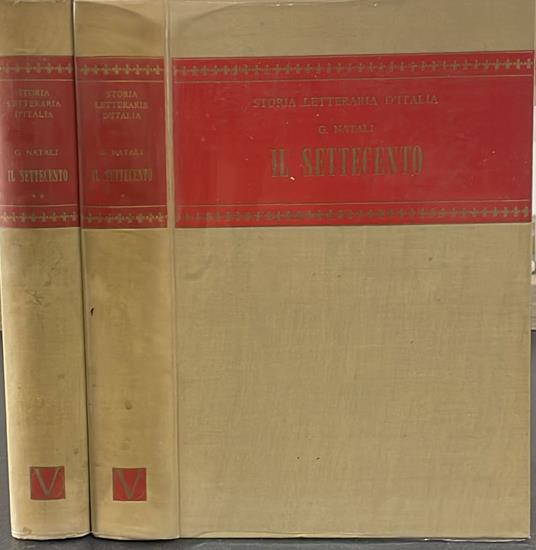 STORIA
LETTERARIA
D'ITALIA
G. NATALI
IL SETTECENTO
**
V
STORIA
LETTERARIA
D'ITALIA
G. NATALI
IL SETTECENTO
*
V
STORIA LETTERARIA D'ITALIA
G. NATALI
IL SETTECENTO